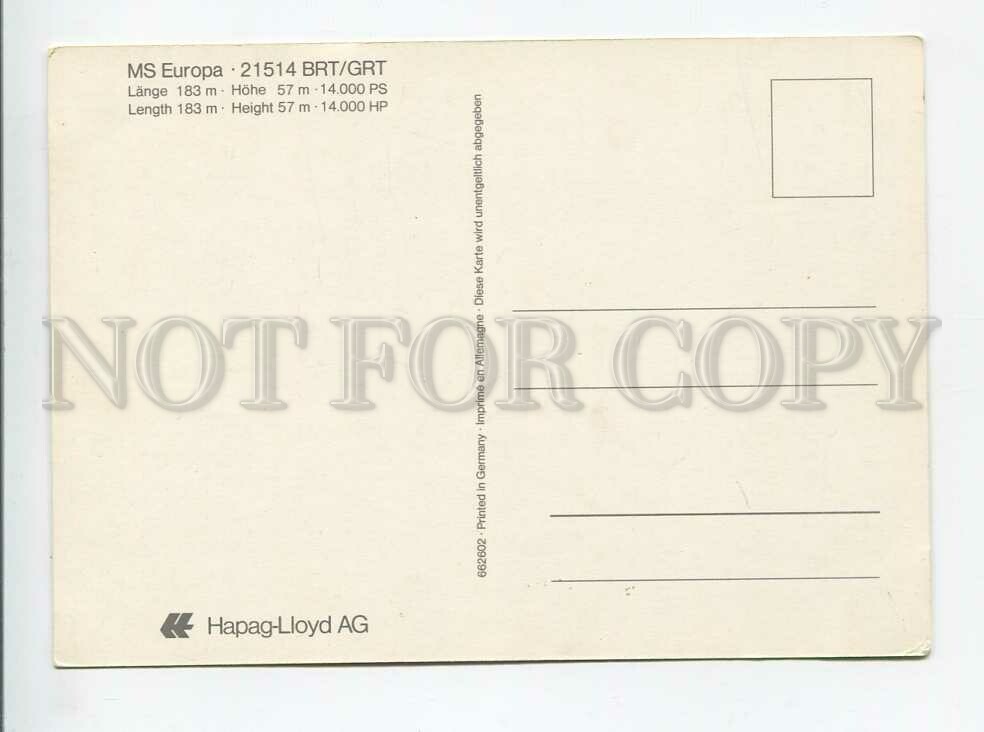 MS Europa · 21514 BRT/GRT
Länge 183 m · Höhe 57 m · 14.000 PS
Length 183 m · Height 57 m · 14.000 HP
662602 · Printed in Germany · Imprimé en Allemagne · Diese Karte wird unentgeltlich abgegeben
NOT FOR COPY
Hapag-Lloyd AG